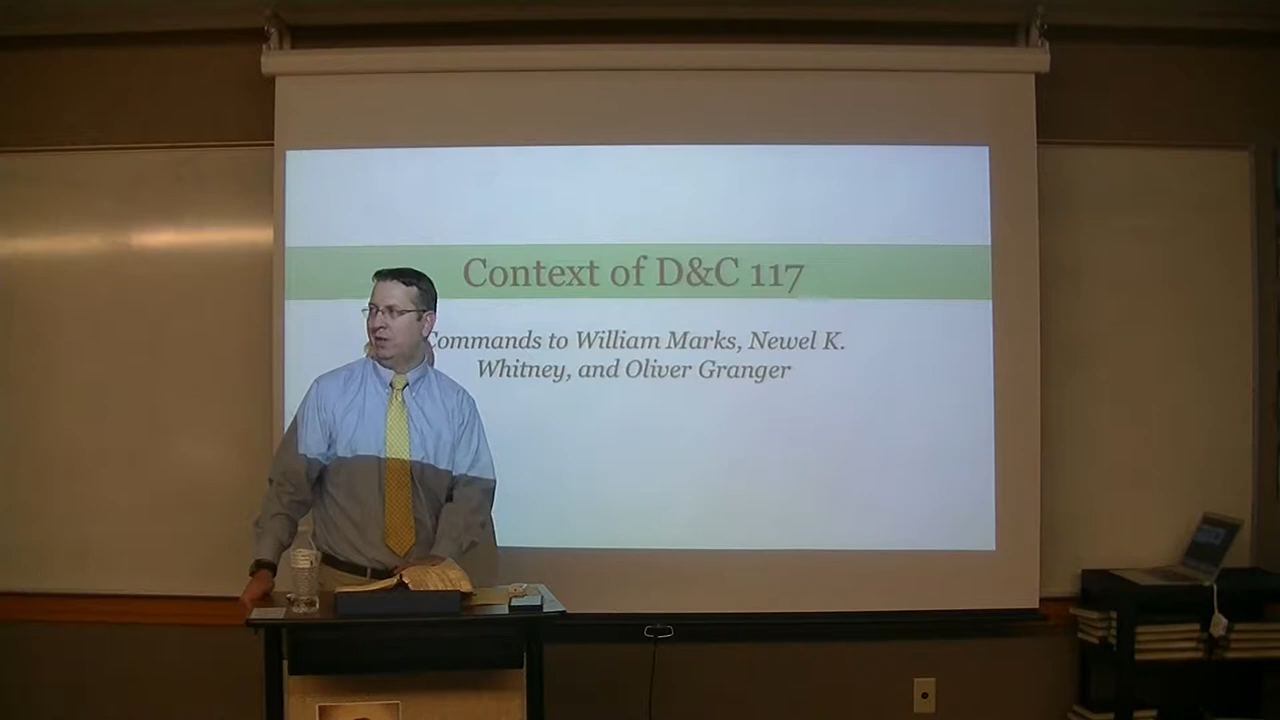 Context of D&C 117
Commands to William Marks, Newel K.
Whitney, and Oliver Granger